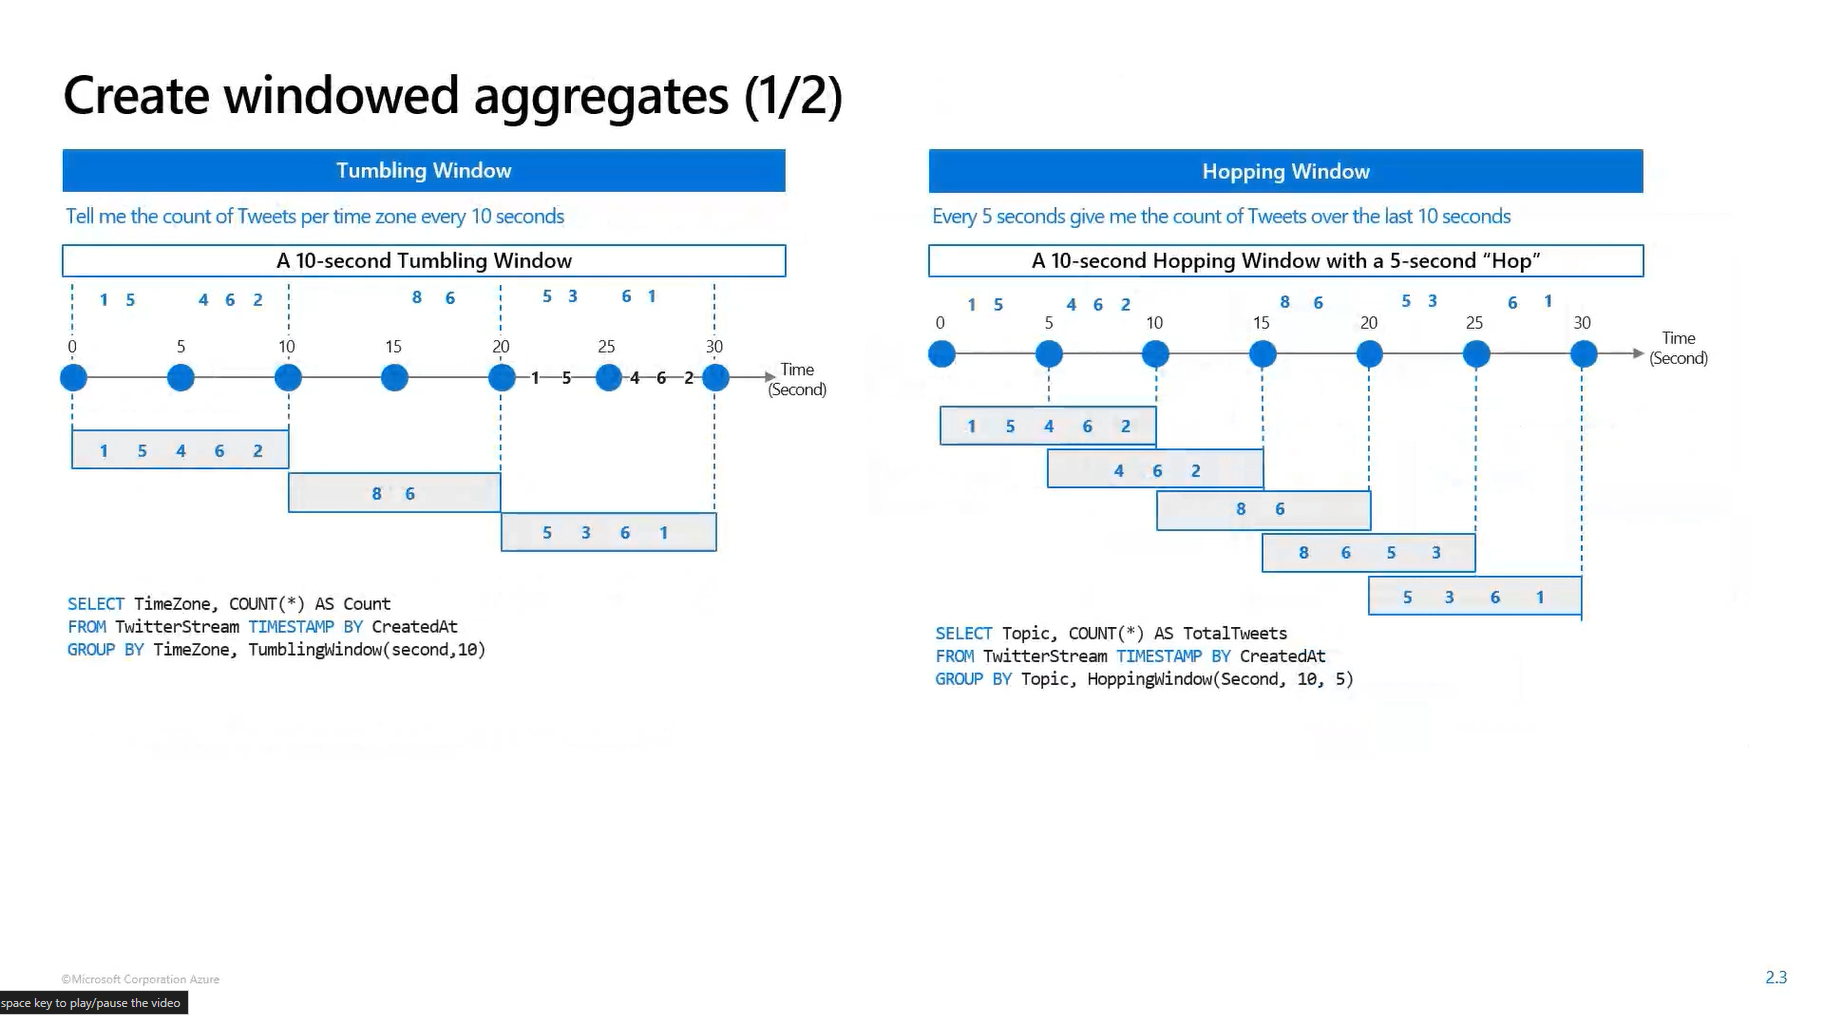 Create windowed aggregates (1/2)
Tumbling Window
Tell me the count of Tweets per time zone every 10 seconds
A 10-second Tumbling Window
1 5 4 6 2 8 6 5 3 6 1
0 5 10 15 20 25 30
1 5 4 6 2
Time
(Second)
1 5 4 6 2
8 6
5 3 6 1
SELECT TimeZone, COUNT(*) AS Count
FROM TwitterStream TIMESTAMP BY CreatedAt
GROUP BY TimeZone, TumblingWindow(second,10)
Hopping Window
Every 5 seconds give me the count of Tweets over the last 10 seconds
A 10-second Hopping Window with a 5-second “Hop”
1 5 4 6 2 8 6 5 3 6 1
0 5 10 15 20 25 30
Time
(Second)
1 5 4 6 2
4 6 2
8 6
8 6 5 3
5 3 6 1
SELECT Topic, COUNT(*) AS TotalTweets
FROM TwitterStream TIMESTAMP BY CreatedAt
GROUP BY Topic, HoppingWindow(Second, 10, 5)
©Microsoft Corporation Azure
2.3
space key to play/pause the video